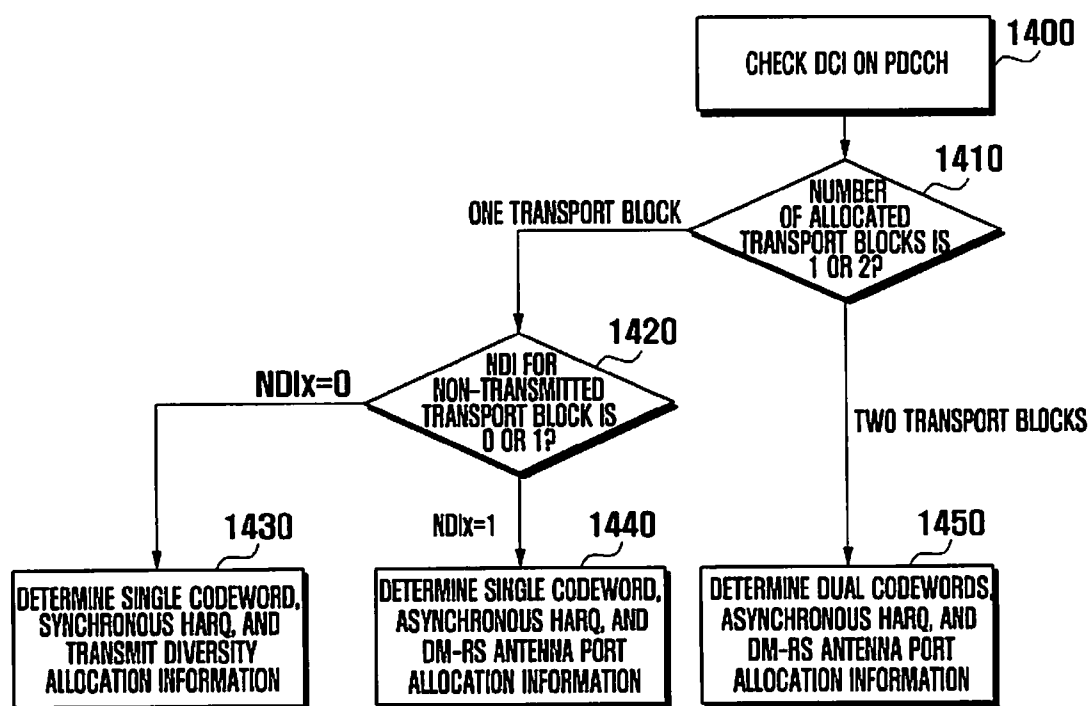 1400
CHECK DCI ON PDCCH
1410
NUMBER
OF ALLOCATED
TRANSPORT BLOCKS IS
1 OR 2?
ONE TRANSPORT BLOCK
1420
NDI FOR
NON-TRANSMITTED
TRANSPORT BLOCK IS
0 OR 1?
NDIx=0
TWO TRANSPORT BLOCKS
NDIx=1
1430
DETERMINE SINGLE CODEWORD,
SYNCHRONOUS HARQ, AND
TRANSMIT DIVERSITY
ALLOCATION INFORMATION
1440
DETERMINE SINGLE CODEWORD,
ASYNCHRONOUS HARQ, AND
DM-RS ANTENNA PORT
ALLOCATION INFORMATION
1450
DETERMINE DUAL CODEWORDS,
ASYNCHRONOUS HARQ, AND
DM-RS ANTENNA PORT
ALLOCATION INFORMATION